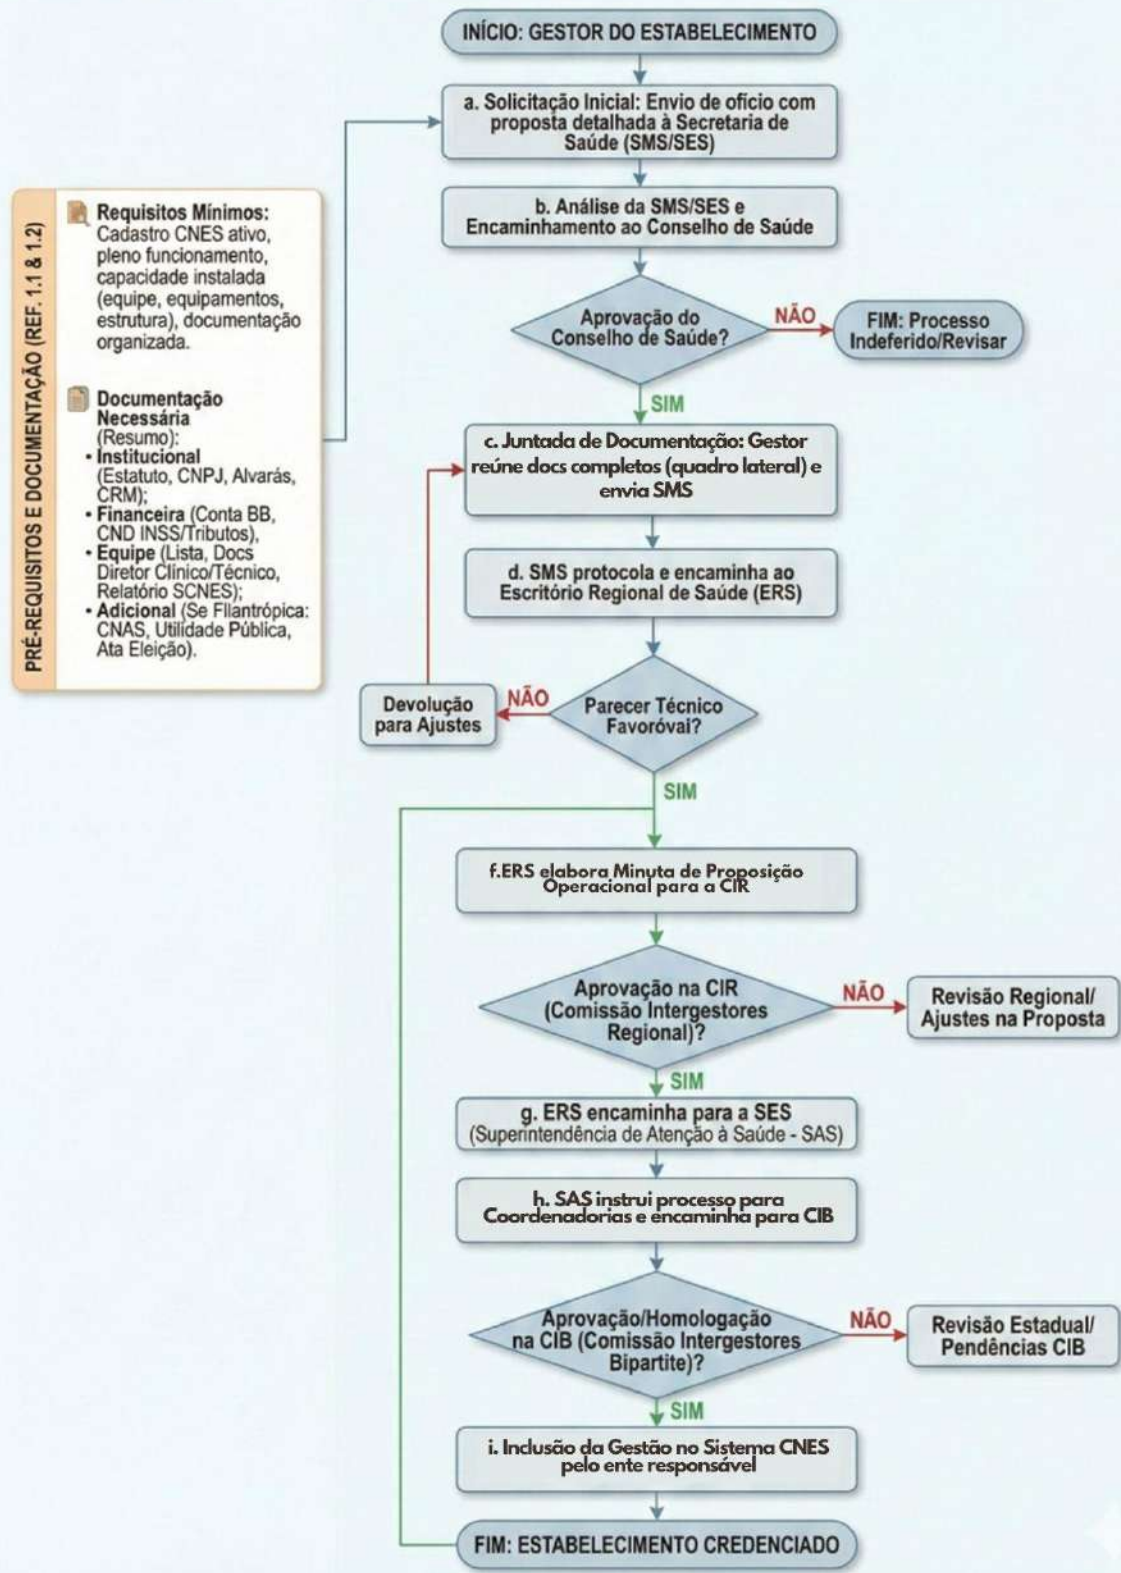 INÍCIO: GESTOR DO ESTABELECIMENTO
a. Solicitação Inicial: Envio de ofício com
proposta detalhada à Secretaria de
Saúde (SMS/SES)
PRÉ-REQUISITOS E DOCUMENTAÇÃO (REF. 1.1 & 1.2)
Requisitos Mínimos:
Cadastro CNES ativo,
pleno funcionamento,
capacidade instalada
(equipe, equipamentos,
estrutura), documentação
organizada.
Documentação
Necessária
(Resumo):
• Institucional
(Estatuto, CNPJ, Alvarás,
CRM);
• Financeira (Conta BB,
CND INSS/Tributos),
• Equipe (Lista, Docs
Diretor Clínico/Técnico,
Relatório SCNES);
• Adicional (Se Filantrópica:
CNAS, Utilidade Pública,
Ata Eleição).
b. Análise da SMS/SES e
Encaminhamento ao Conselho de Saúde
Aprovação do
Conselho de Saúde?
NÃO
FIM: Processo
Indeferido/Revisar
SIM
c. Juntada de Documentação: Gestor
reúne docs completos (quadro lateral) e
envia SMS
d. SMS protocola e encaminha ao
Escritório Regional de Saúde (ERS)
Parecer Técnico
Favoróvai?
NÃO
Devolução
para Ajustes
SIM
f.ERS elabora Minuta de Proposição
Operacional para a CIR
Aprovação na CIR
(Comissão Intergestores
Regional)?
NÃO
Revisão Regional/
Ajustes na Proposta
SIM
g. ERS encaminha para a SES
(Superintendência de Atenção à Saúde - SAS)
h. SAS instrui processo para
Coordenadorias e encaminha para CIB
Aprovação/Homologação
na CIB (Comissão Intergestores
Bipartite)?
NÃO
Revisão Estadual/
Pendências CIB
SIM
i. Inclusão da Gestão no Sistema CNES
pelo ente responsável
FIM: ESTABELECIMENTO CREDENCIADO